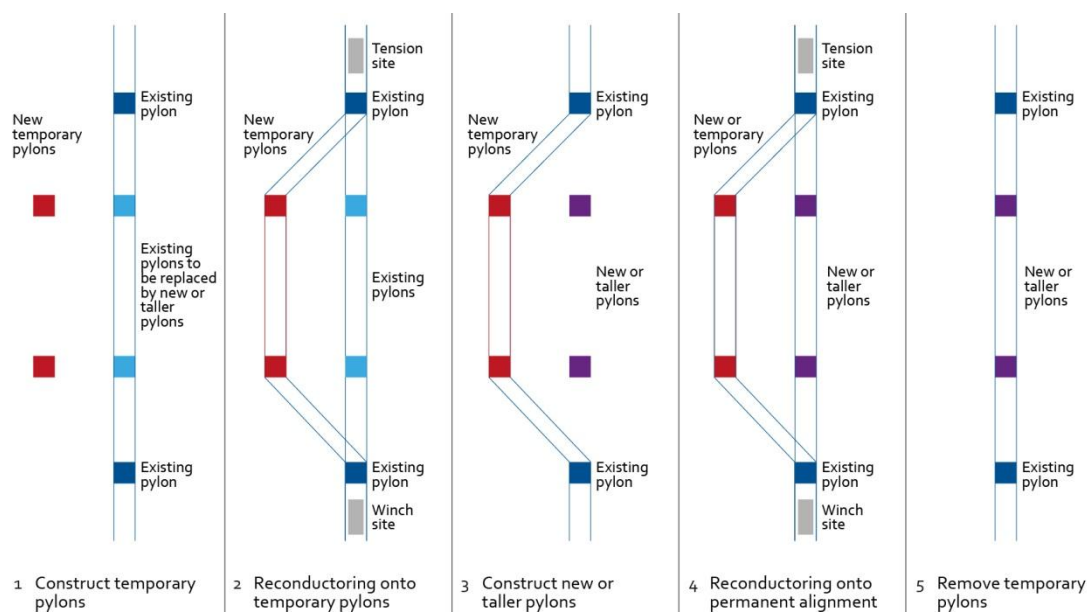 Existing
pylon
New
temporary
pylons
Existing
pylons to
be replaced
by new or
taller
pylons
Existing
pylon
1 Construct temporary
pylons
Tension
site
Existing
pylon
New
temporary
pylons
Existing
pylons
Existing
pylon
Winch
site
2 Reconductoring onto
temporary pylons
Existing
pylon
New
temporary
pylons
New or
taller
pylons
Existing
pylon
3 Construct new or
taller pylons
Tension
site
Existing
pylon
New or
temporary
pylons
New or
taller
pylons
Existing
pylon
Winch
site
4 Reconductoring onto
permanent alignment
Existing
pylon
New or
taller
pylons
Existing
pylon
5 Remove temporary
pylons